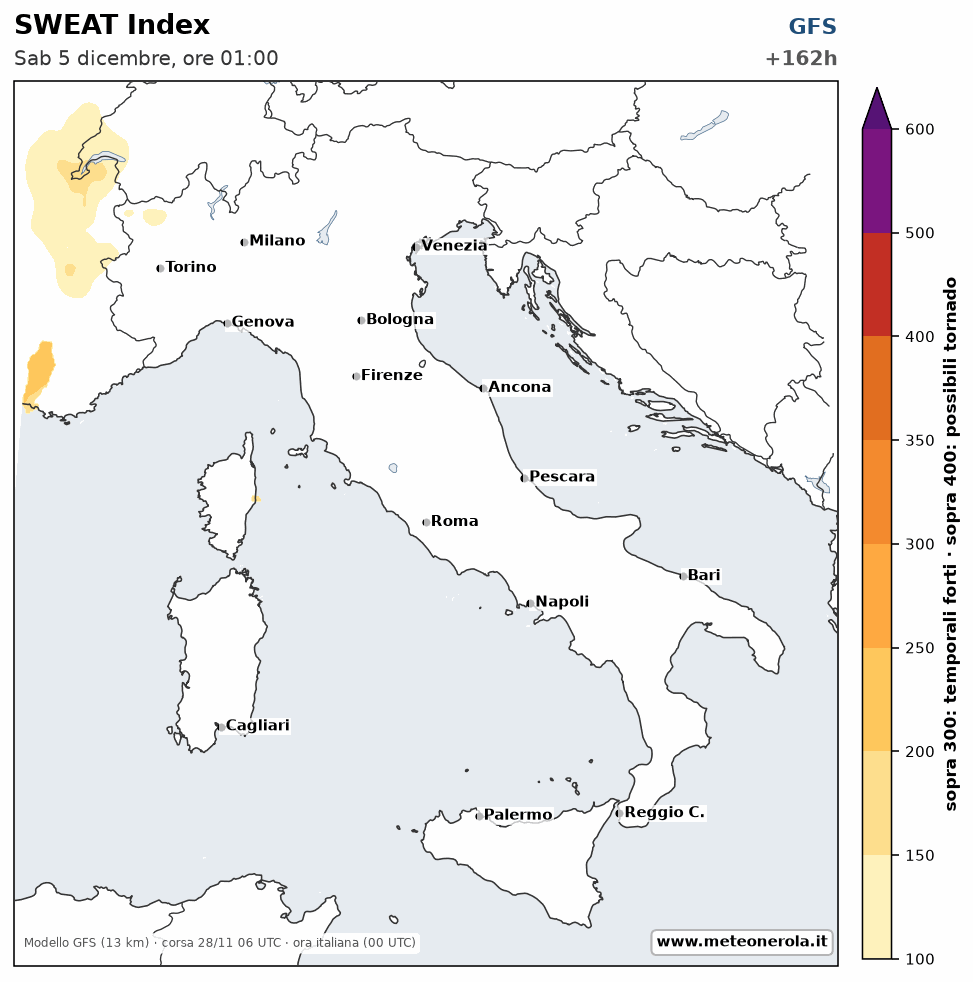 SWEAT Index
GFS
Sab 5 dicembre, ore 01:00
+162h
600
500
400
350
300
250
200
150
100
sopra 300: temporali forti · sopra 400: possibili tornado
Milano
Venezia
Torino
Genova
Bologna
Firenze
Ancona
Pescara
Roma
Bari
Napoli
Cagliari
Palermo
Reggio C.
Modello GFS (13 km) · corsa 28/11 06 UTC · ora italiana (00 UTC)
www.meteonerola.it